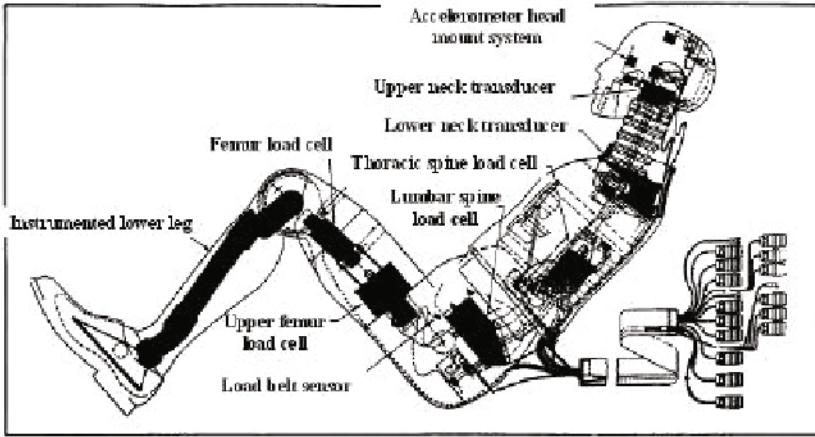 Accelerometer head
mount system
Upper neck transducer
Lower neck transducer
Femur load cell
Thoracic spine load cell
Lumbar spine
load cell
Instrumented lower leg
Upper femur
load cell
Load belt sensor